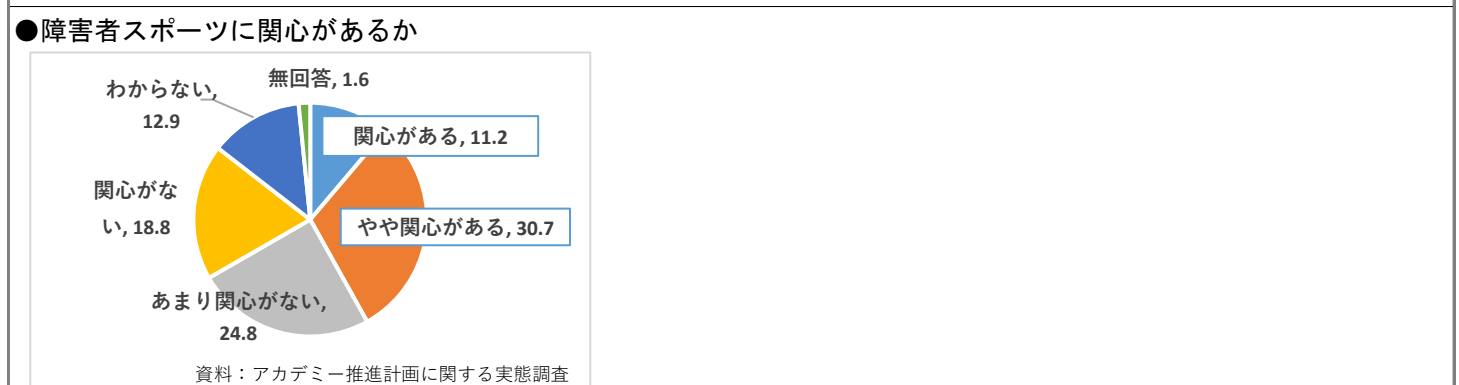 ●障害者スポーツに関心があるか
無回答, 1.6
わからない,
12.9
関心がある, 11.2
関心がな
い, 18.8
やや関心がある, 30.7
あまり関心がない,
24.8
資料：アカデミー推進計画に関する実態調査